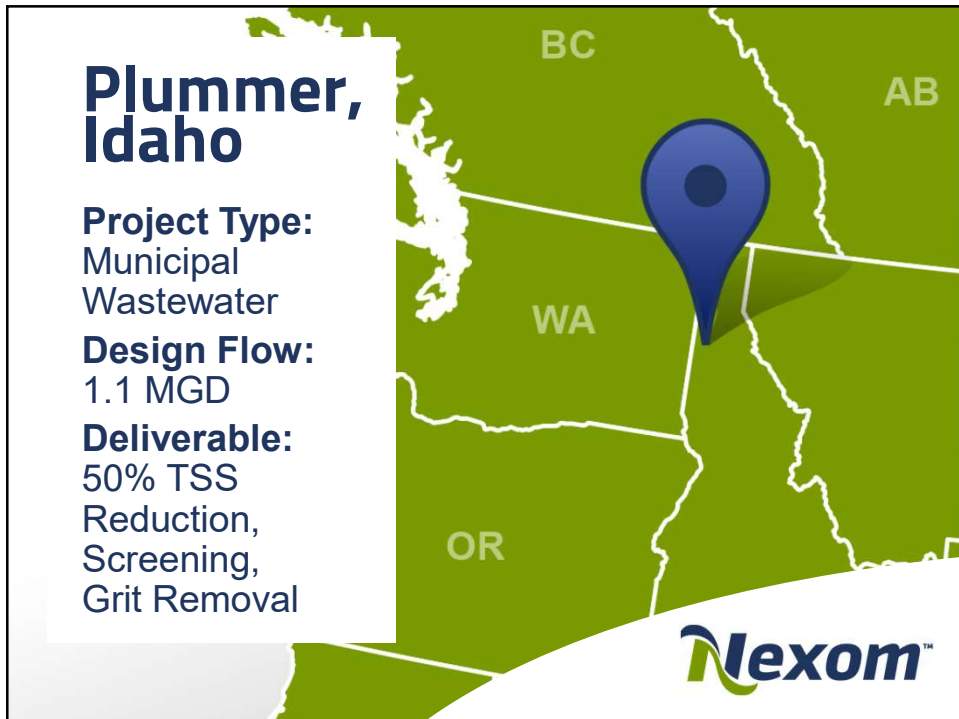 Plummer,
Idaho
Project Type:
Municipal
Wastewater
Design Flow:
1.1 MGD
Deliverable:
50% TSS
Reduction,
Screening,
Grit Removal
BC
AB
WA
OR
Nexom™